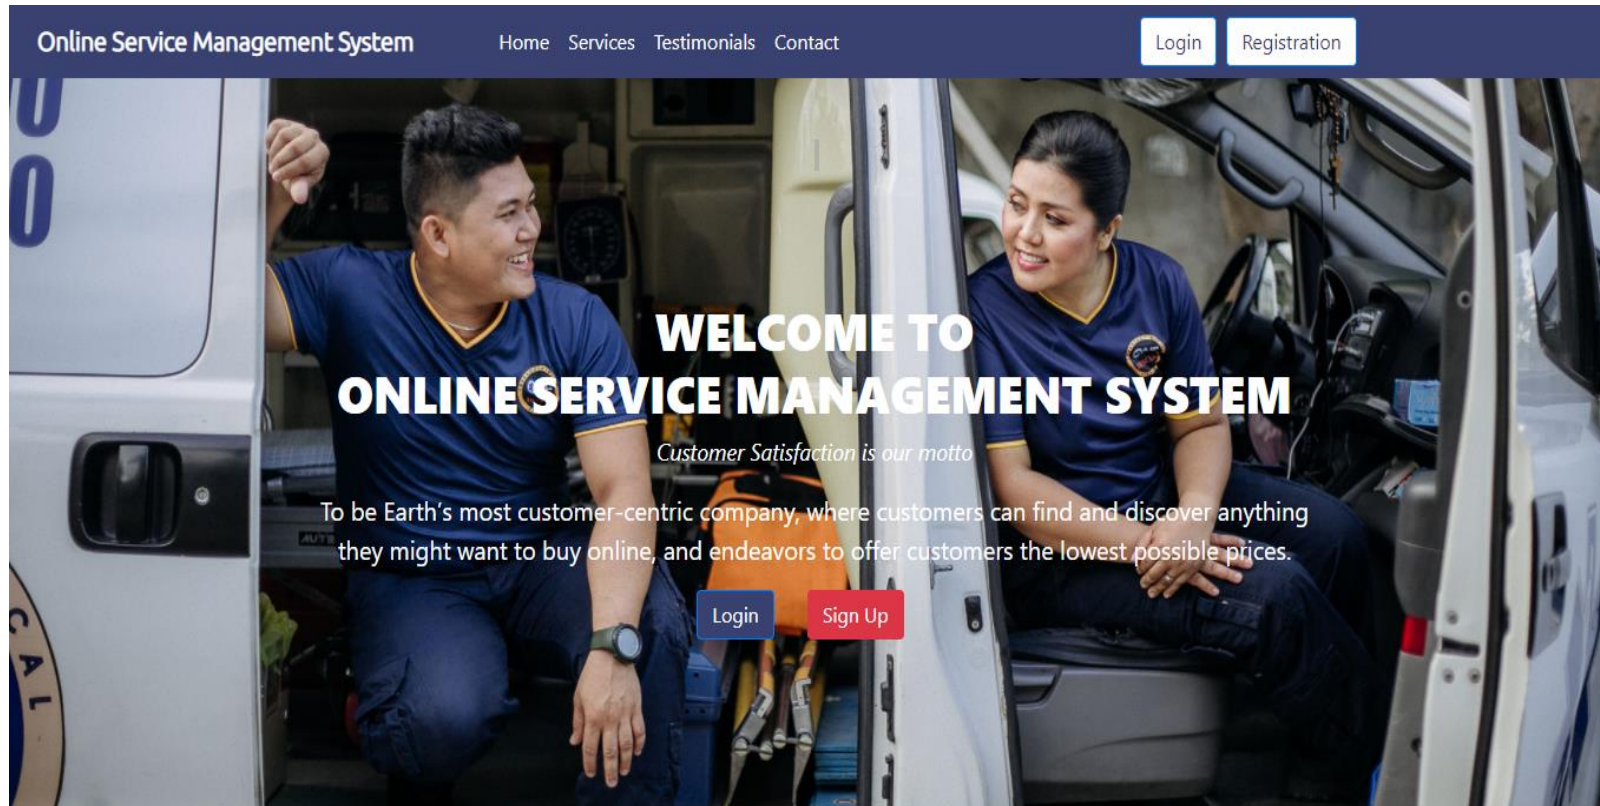 Online Service Management System
Home Services Testimonials Contact
Login Registration
WELCOME TO
ONLINE SERVICE MANAGEMENT SYSTEM
Customer Satisfaction is our motto
To be Earth's most customer-centric company, where customers can find and discover anything
they might want to buy online, and endeavors to offer customers the lowest possible prices.
Login Sign Up
CAL